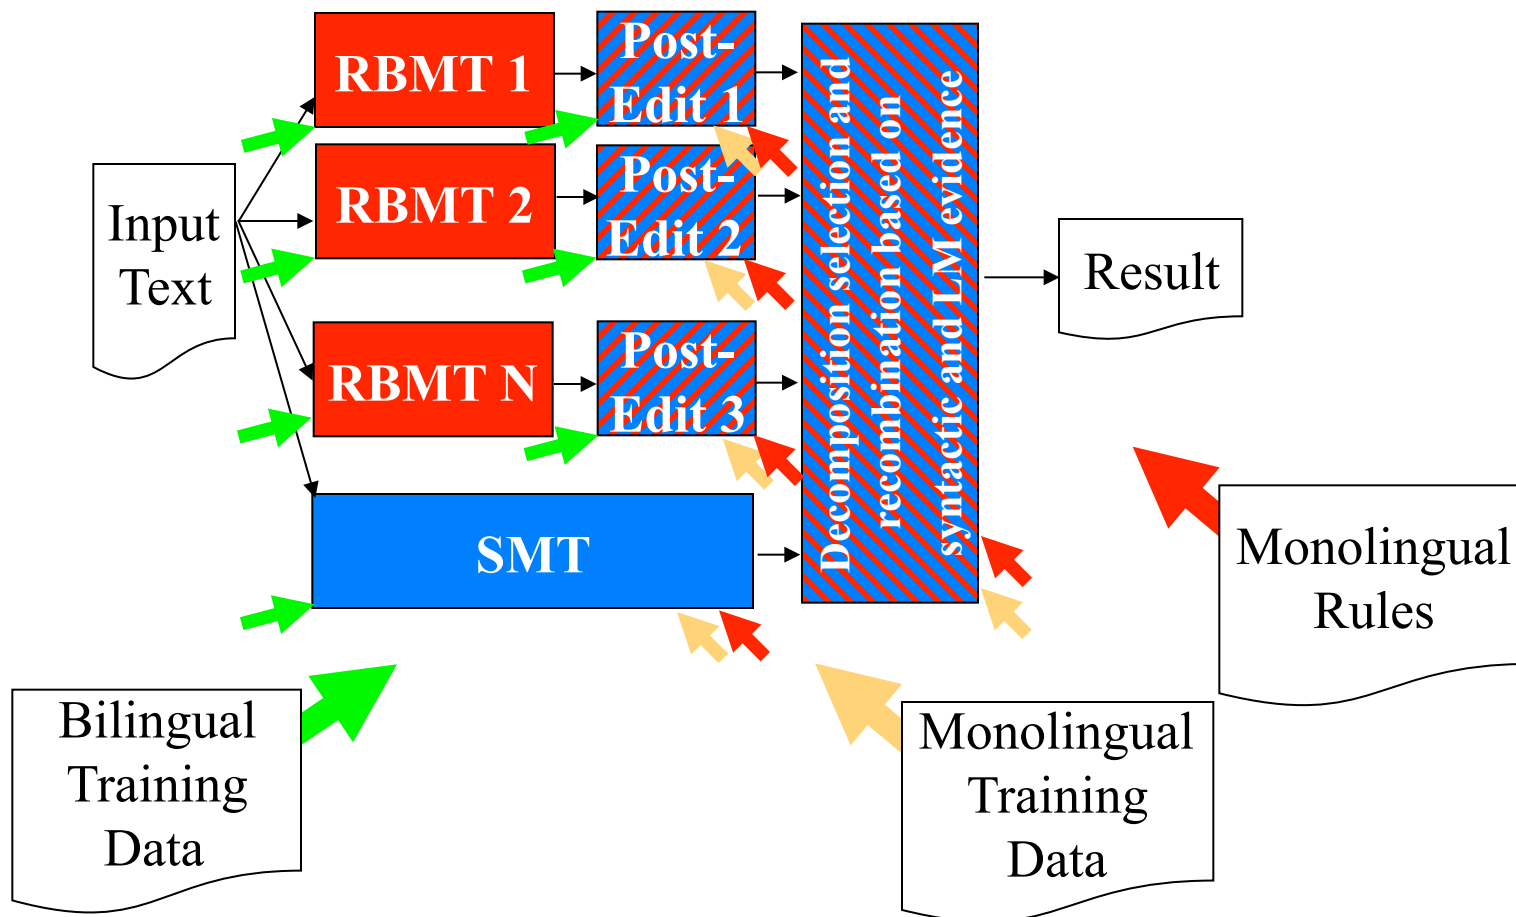 RBMT 1
Post-
Edit 1
RBMT 2
Post-
Edit 2
Input
Text
RBMT N
Post-
Edit 3
SMT
Decomposition selection and
recombination based on
syntactic and LM evidence
Result
Monolingual
Rules
Bilingual
Training
Data
Monolingual
Training
Data